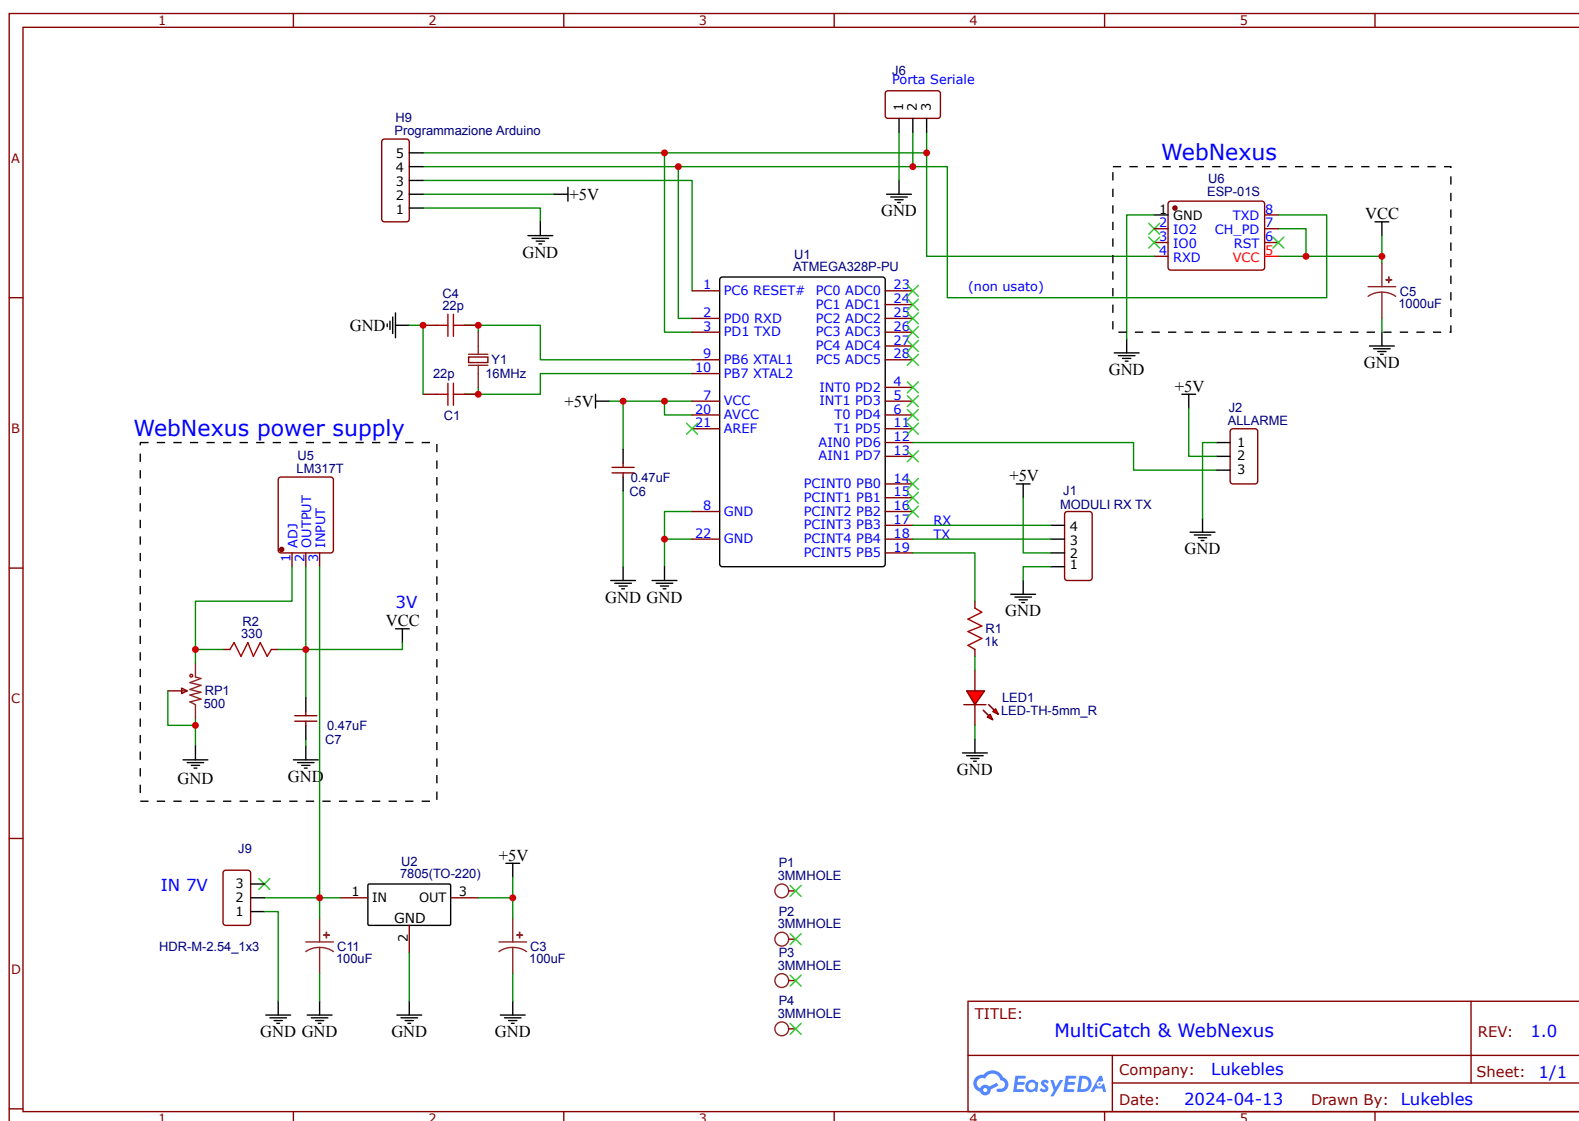 1 2 3 4 5
A
B
C
D
J6
Porta Seriale
1 2 3
GND
H9
Programmazione Arduino
5
4
3
2
1
+5V
GND
WebNexus
U6
ESP-01S
1 GND
2 IO2
3 IO0
4 RXD
TXD 8
CH_PD 7
RST 6
VCC 5
VCC
+
C5
1000uF
GND
GND
(non usato)
U1
ATMEGA328P-PU
1 PC6 RESET#
2 PD0 RXD
3 PD1 TXD
9 PB6 XTAL1
10 PB7 XTAL2
7 VCC
20 AVCC
21 AREF
8 GND
22 GND
PC0 ADC0 23
PC1 ADC1 24
PC2 ADC2 25
PC3 ADC3 26
PC4 ADC4 27
PC5 ADC5 28
INT0 PD2 4
INT1 PD3 5
T0 PD4 6
T1 PD5 11
AIN0 PD6 12
AIN1 PD7 13
PCINT0 PB0 14
PCINT1 PB1 15
PCINT2 PB2 16
PCINT3 PB3 17
PCINT4 PB4 18
PCINT5 PB5 19
RX
TX
C4
22p
GND
Y1
16MHz
22p
C1
+5V
0.47uF
C6
GND GND
+5V
J2
ALLARME
1
2
3
GND
+5V
J1
MODULI RX TX
4
3
2
1
GND
R1
1k
LED1
LED-TH-5mm_R
GND
WebNexus power supply
U5
LM317T
ADJ
OUTPUT
INPUT
1 2 3
3V
VCC
R2
330
RP1
500
0.47uF
C7
GND
GND
J9
IN 7V
3
2
1
HDR-M-2.54_1x3
U2
7805(TO-220)
1 IN OUT 3
GND
2
+5V
+
C11
100uF
+
C3
100uF
GND GND GND GND
P1
3MMHOLE
P2
3MMHOLE
P3
3MMHOLE
P4
3MMHOLE
TITLE:
MultiCatch & WebNexus
REV: 1.0
EasyEDA
Company: Lukebles
Sheet: 1/1
Date: 2024-04-13 Drawn By: Lukebles
1 2 3 4 5